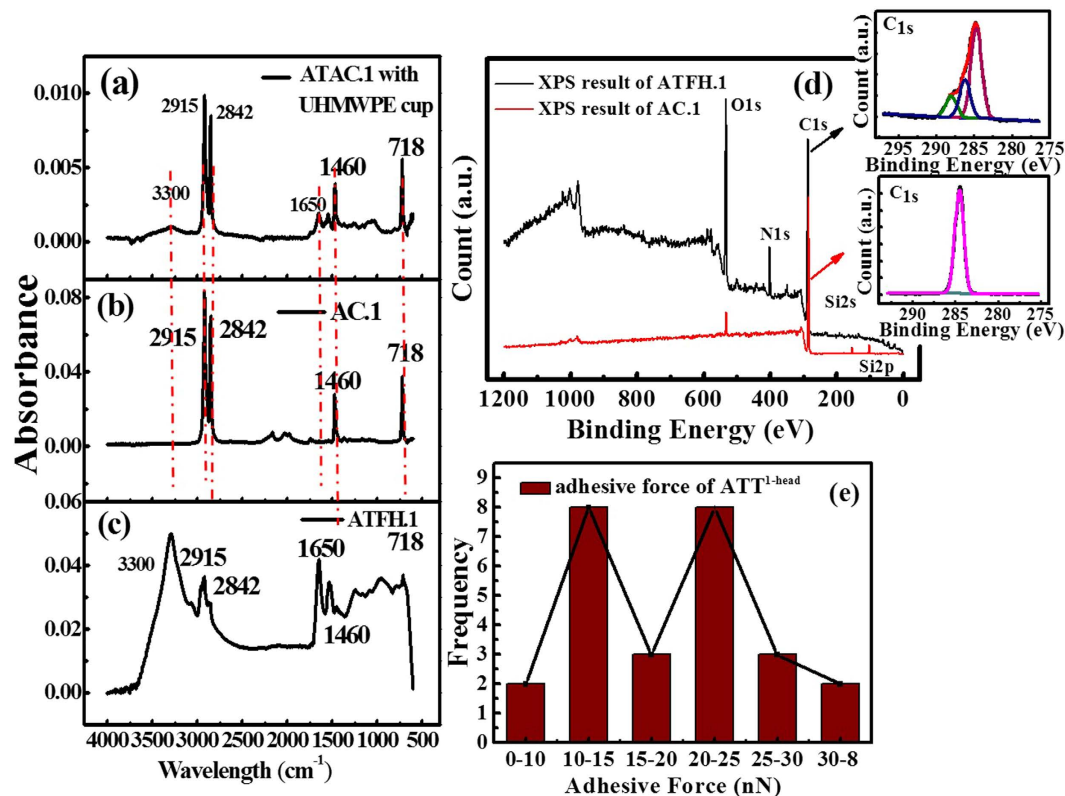 Absorbance
(a)
ATAC.1 with
UHMWPE cup
0.010
0.005
0.000
2915
2842
3300
1650
1460
718
(b)
AC.1
0.08
0.04
0.00
2915
2842
1460
718
(c)
ATFH.1
0.06
0.04
0.02
0.00
3300
2915
2842
1650
1460
718
4000 3500 3000 2500 2000 1500 1000 500
Wavelength (cm⁻¹)
(d)
XPS result of ATFH.1
XPS result of AC.1
Count (a.u.)
O1s
N1s
C1s
Si2s
Si2p
1200 1000 800 600 400 200 0
Binding Energy (eV)
C1s
Count (a.u.)
295 290 285 280 275
Binding Energy (eV)
C1s
Count (a.u.)
290 285 280 275
Binding Energy (eV)
(e)
adhesive force of ATT¹⁻ʰᵉᵃᵈ
Frequency
9
8
7
6
5
4
3
2
1
0
0-10 10-15 15-20 20-25 25-30 30-8
Adhesive Force (nN)